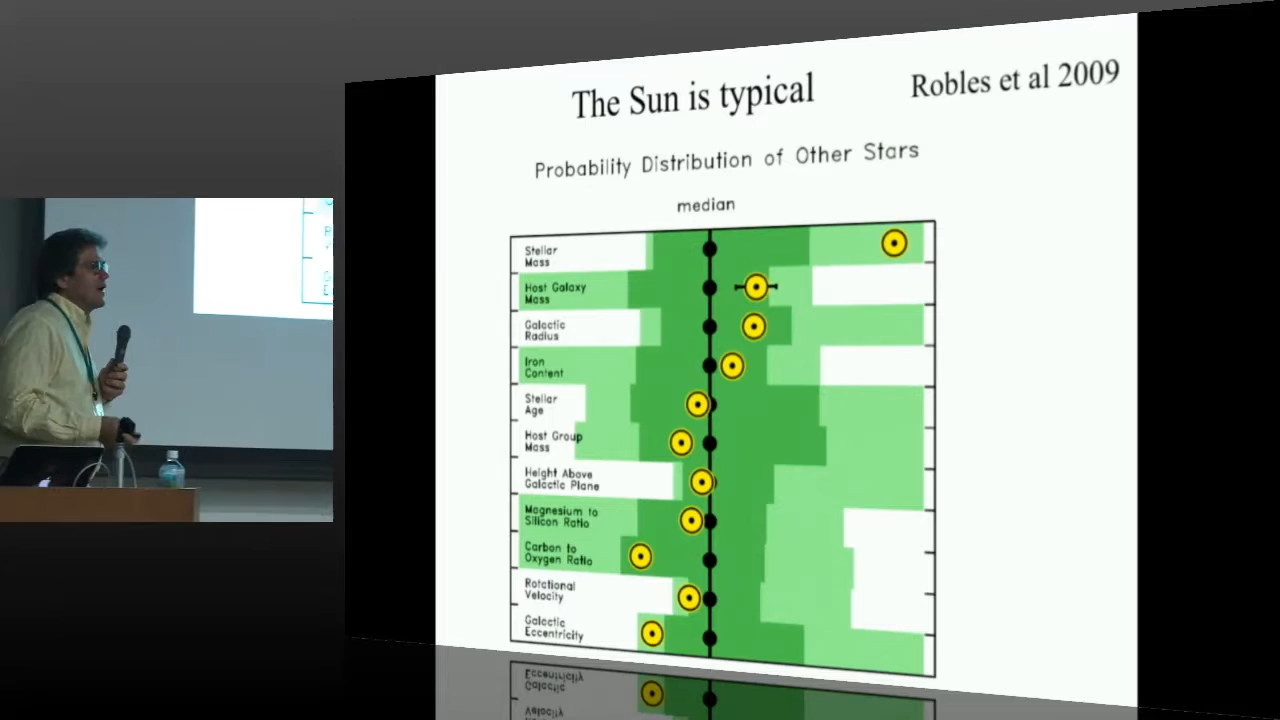 The Sun is typical
Robles et al 2009
Probability Distribution of Other Stars
median
Stellar
Mass
Host Galaxy
Mass
Galactic
Radius
Iron
Content
Stellar
Age
Host Group
Mass
Height Above
Galactic Plane
Magnesium to
Silicon Ratio
Carbon to
Oxygen Ratio
Rotational
Velocity
Galactic
Eccentricity